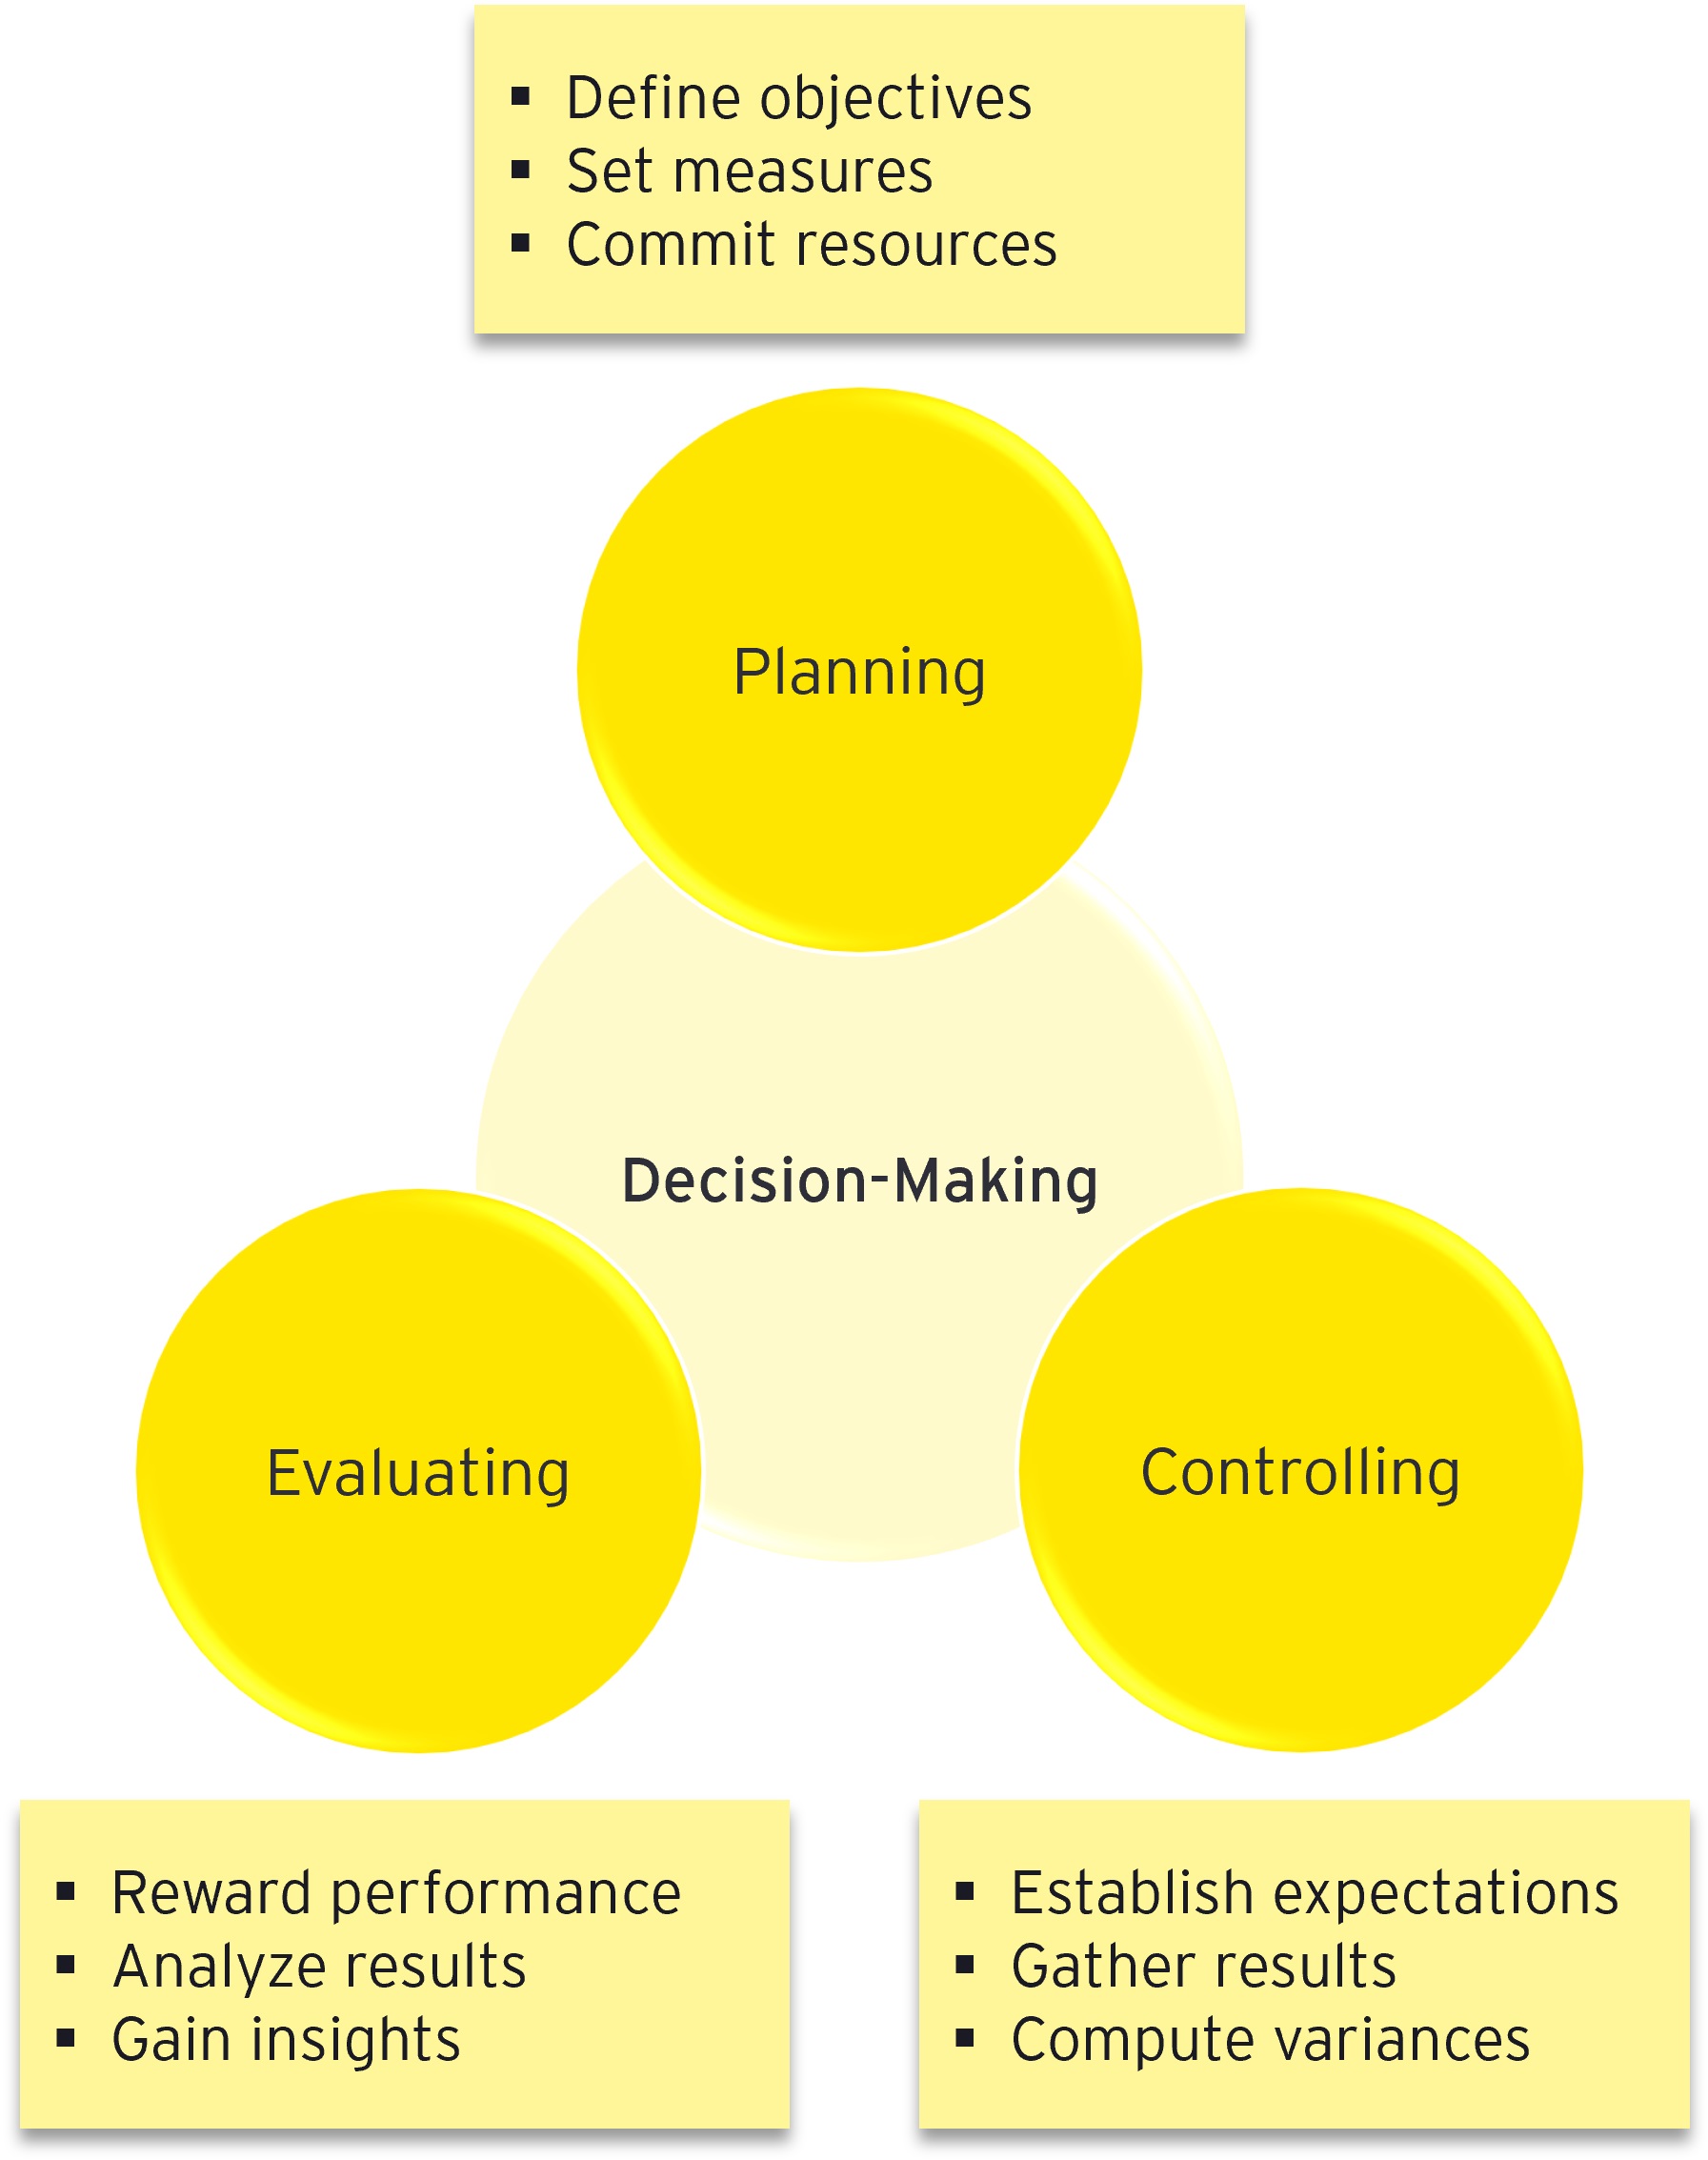 ▪ Define objectives
▪ Set measures
▪ Commit resources
Planning
Decision-Making
Evaluating
Controlling
▪ Reward performance
▪ Analyze results
▪ Gain insights
▪ Establish expectations
▪ Gather results
▪ Compute variances